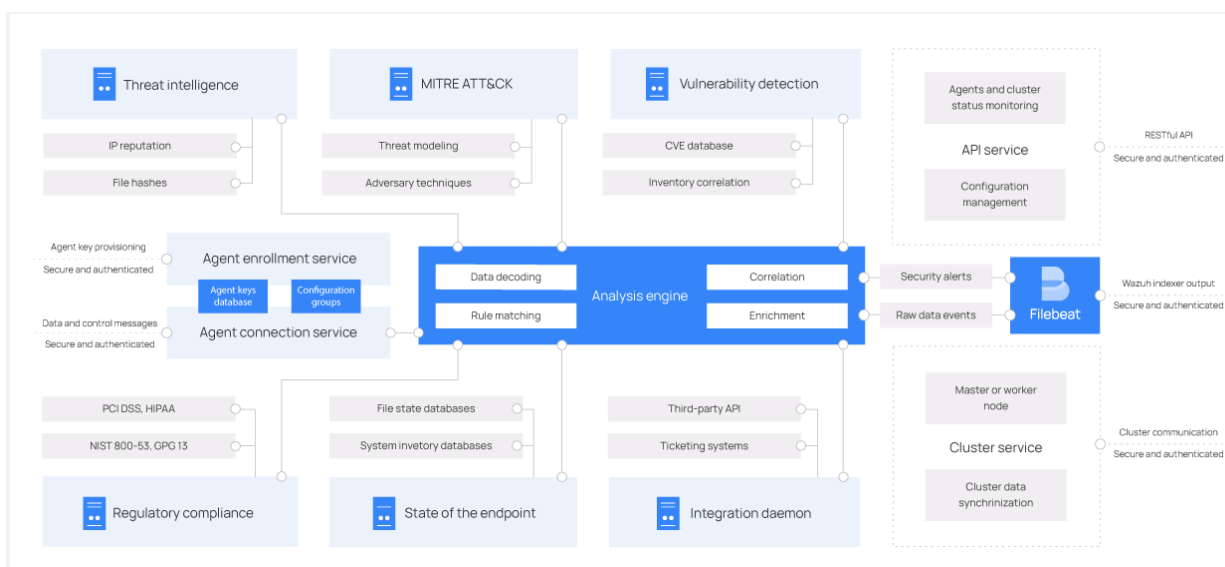 Threat intelligence
IP reputation
File hashes
MITRE ATT&CK
Threat modeling
Adversary techniques
Vulnerability detection
CVE database
Inventory correlation
Agents and cluster
status monitoring
API service
Configuration
management
RESTful API
Secure and authenticated
Agent key provisioning
Secure and authenticated
Agent enrollment service
Agent keys
database
Configuration
groups
Data and control messages
Secure and authenticated
Agent connection service
Data decoding
Rule matching
Analysis engine
Correlation
Enrichment
Security alerts
Raw data events
Filebeat
Wazuh indexer output
Secure and authenticated
PCI DSS, HIPAA
NIST 800-53, GPG 13
Regulatory compliance
File state databases
System invetory databases
State of the endpoint
Third-party API
Ticketing systems
Integration daemon
Master or worker
node
Cluster service
Cluster data
synchrinization
Cluster communication
Secure and authenticated